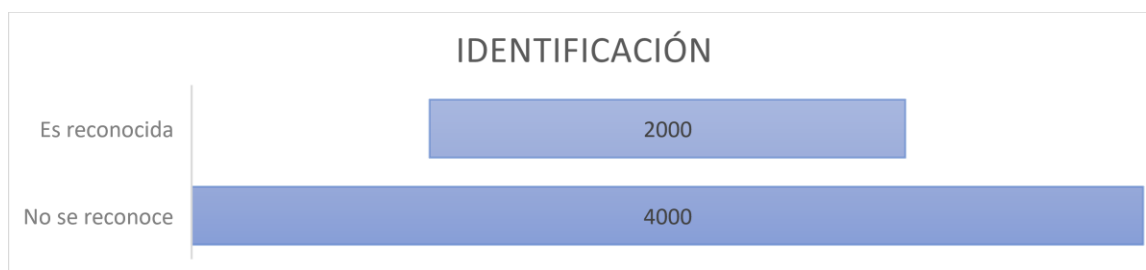 IDENTIFICACIÓN
Es reconocida 2000
No se reconoce 4000